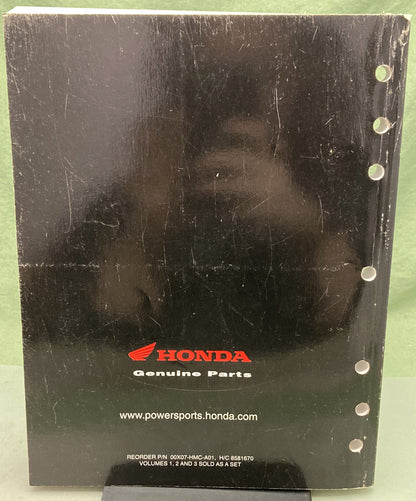 HONDA
Genuine Parts
www.powersports.honda.com
REORDER P/N 00X07-HMC-A01, H/C 8581670
VOLUMES 1, 2 AND 3 SOLD AS A SET